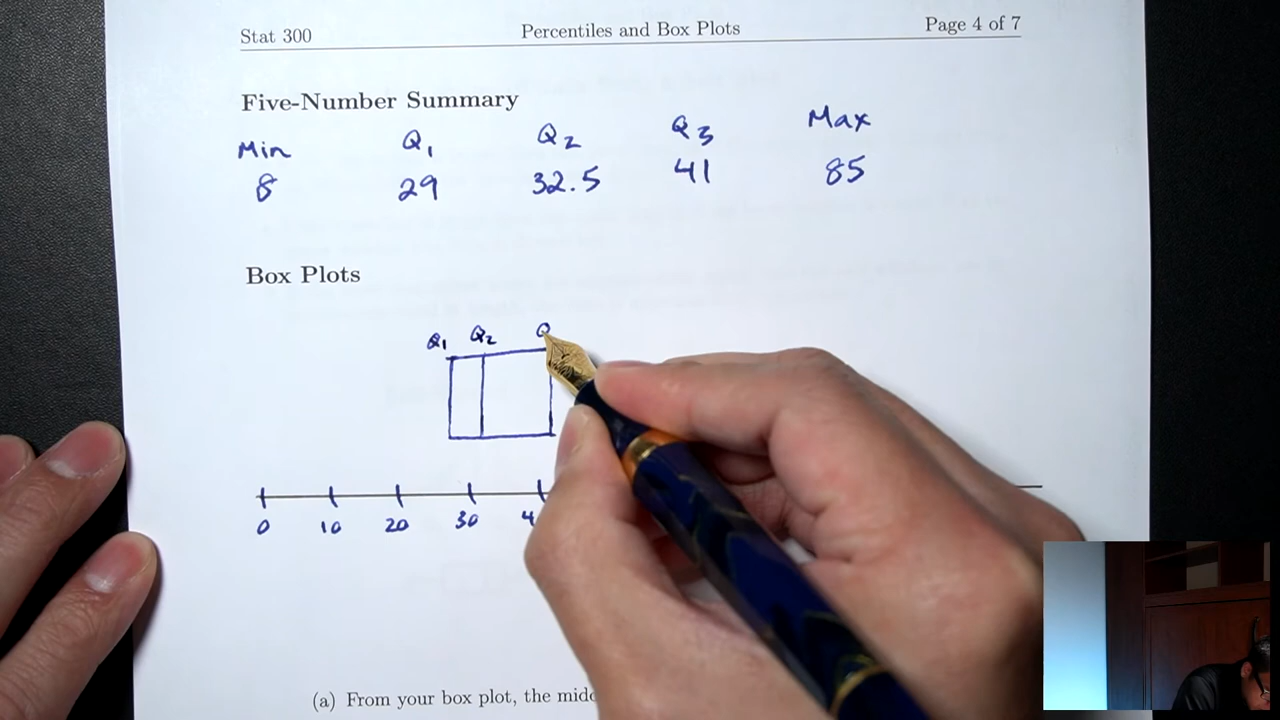 Stat 300 Percentiles and Box Plots Page 4 of 7
Five-Number Summary
Min Q1 Q2 Q3 Max
8 29 32.5 41 85
Box Plots
Q1 Q2 Q
0 10 20 30 4
(a) From your box plot, the